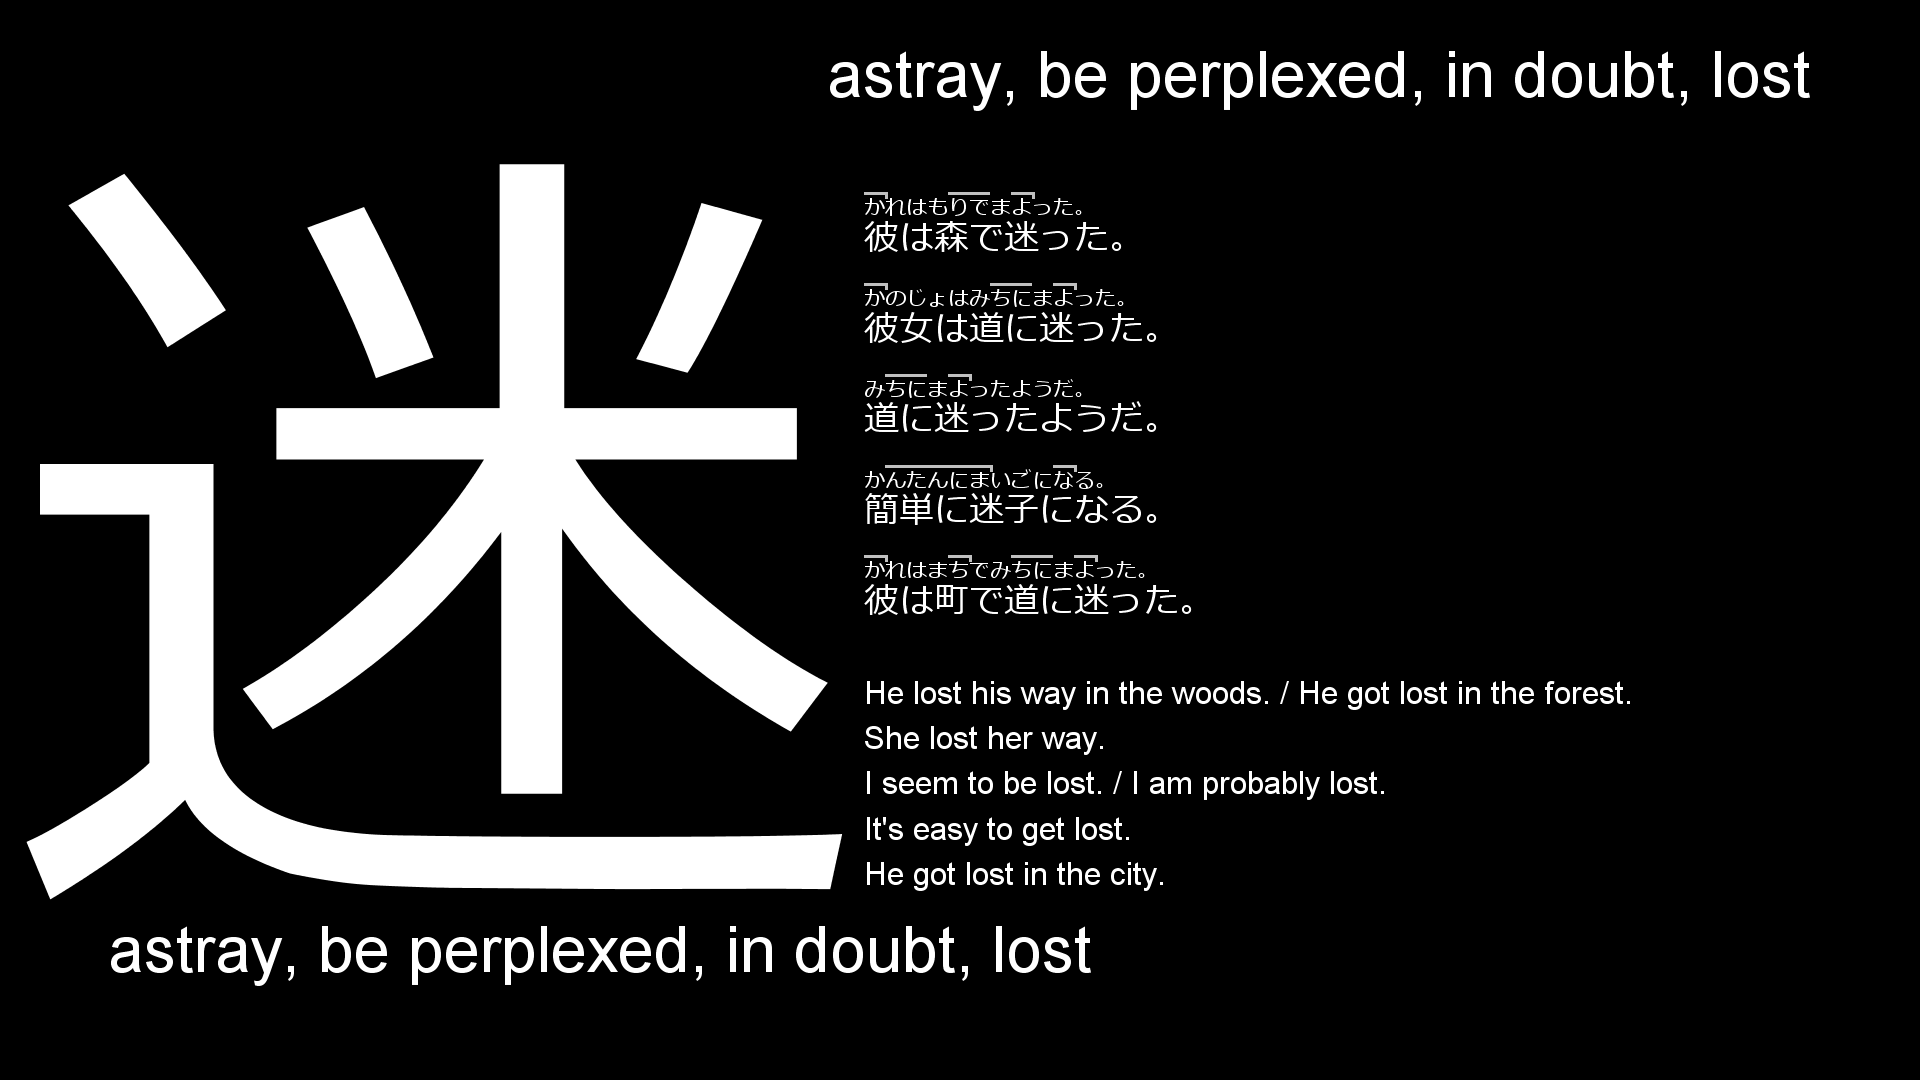 astray, be perplexed, in doubt, lost
迷
かれはもりでまよった。
彼は森で迷った。
かのじょはみちにまよった。
彼女は道に迷った。
みちにまよったようだ。
道に迷ったようだ。
かんたんにまいごになる。
簡単に迷子になる。
かれはまちでみちにまよった。
彼は町で道に迷った。
He lost his way in the woods. / He got lost in the forest.
She lost her way.
I seem to be lost. / I am probably lost.
It's easy to get lost.
He got lost in the city.
astray, be perplexed, in doubt, lost